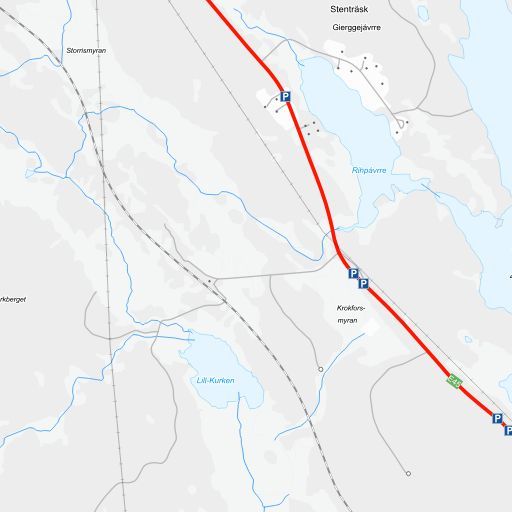 Stenträsk
Gierggejávrre
Storrismyran
P
Rihpávrre
P
P
Krokfors-
myran
rkberget
Lill-Kurken
E45
P
P